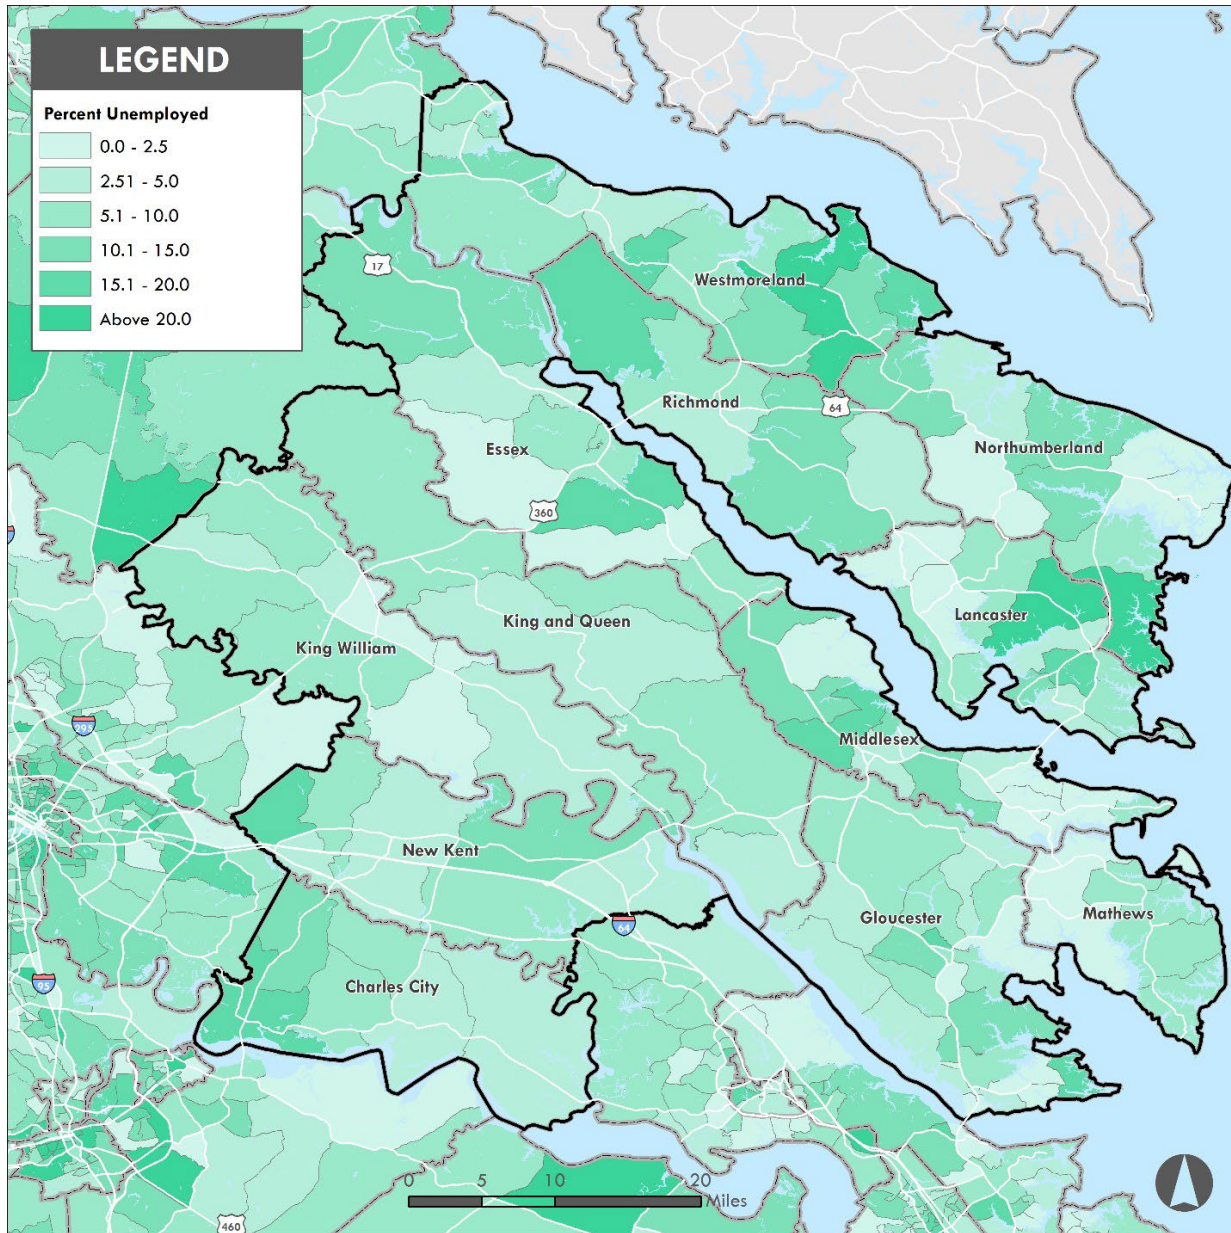 LEGEND
Percent Unemployed
0.0 - 2.5
2.51 - 5.0
5.1 - 10.0
10.1 - 15.0
15.1 - 20.0
Above 20.0
17
Westmoreland
Richmond
64
Essex
Northumberland
360
King and Queen
Lancaster
King William
295
Middlesex
New Kent
Gloucester
Mathews
64
Charles City
95
0 5 10 20
Miles
460